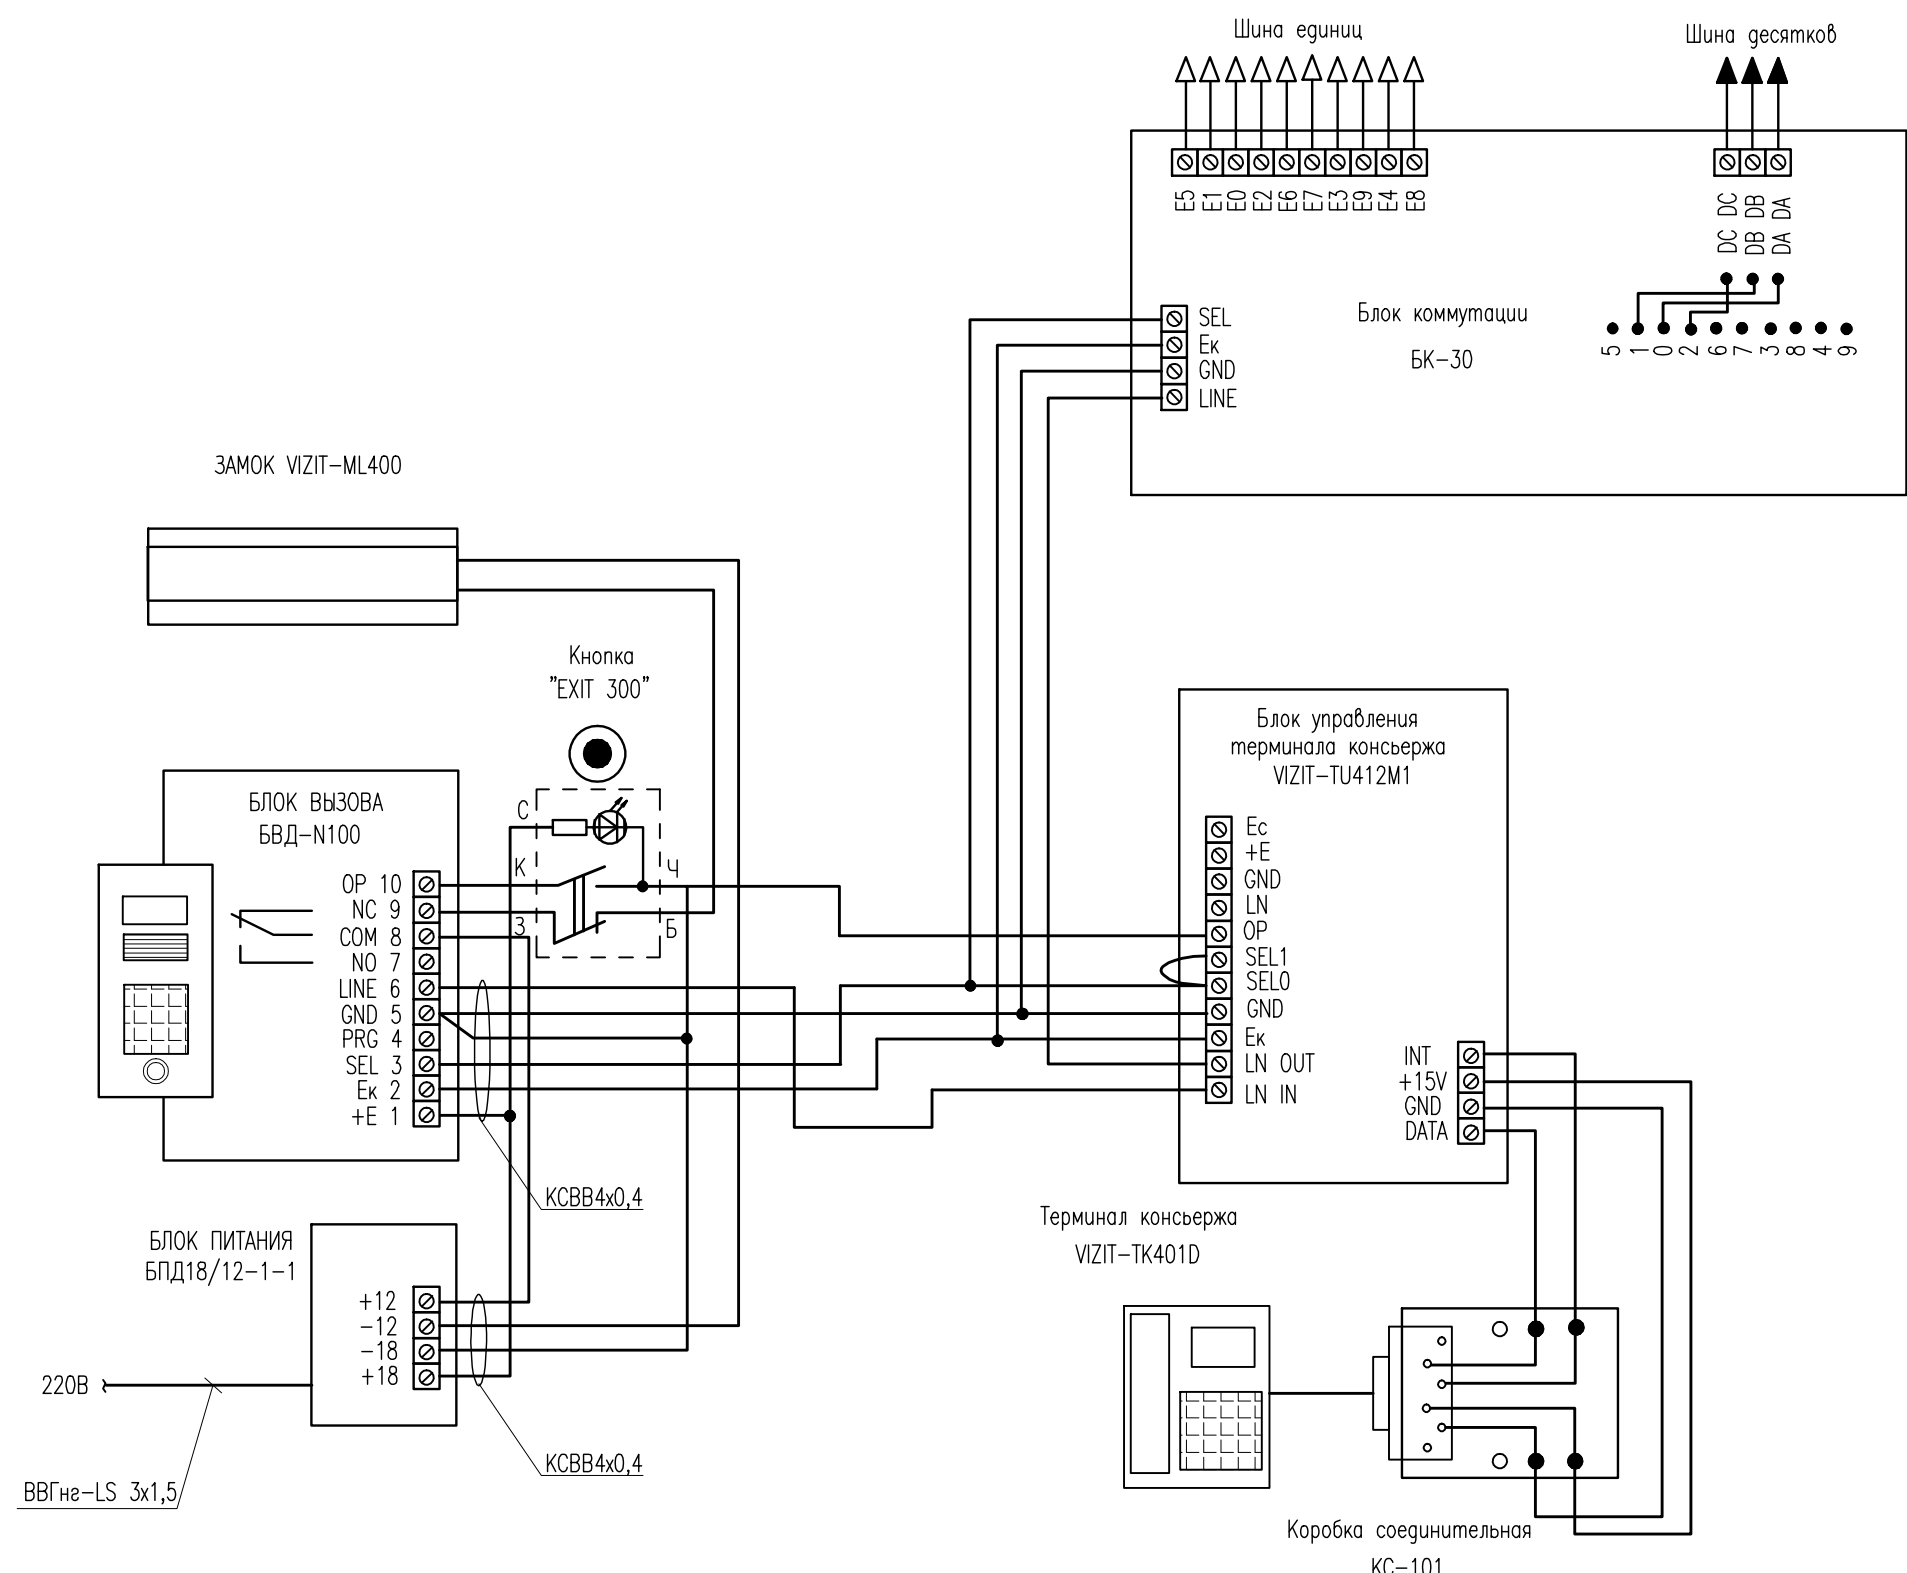 Шина единиц
Шина десятков
E5 E1 E0 E2 E6 E7 E3 E9 E4 E8
DC DB DA
DC DB DA
5 1 0 2 6 7 3 8 4 9
SEL
Ек
GND
LINE
Блок коммутации
БК-30
ЗАМОК VIZIT-ML400
Кнопка
"EXIT 300"
С
К
З
Ч
Б
БЛОК ВЫЗОВА
БВД-N100
OP 10
NC 9
COM 8
NO 7
LINE 6
GND 5
PRG 4
SEL 3
Ек 2
+E 1
КСВВ4х0,4
Блок управления
терминала консьержа
VIZIT-TU412M1
Ec
+E
GND
LN
OP
SEL1
SEL0
GND
Ек
LN OUT
LN IN
INT
+15V
GND
DATA
БЛОК ПИТАНИЯ
БПД18/12-1-1
+12
-12
-18
+18
220В
ВВГнг-LS 3х1,5
КСВВ4х0,4
Терминал консьержа
VIZIT-TK401D
Коробка соединительная
КС-101